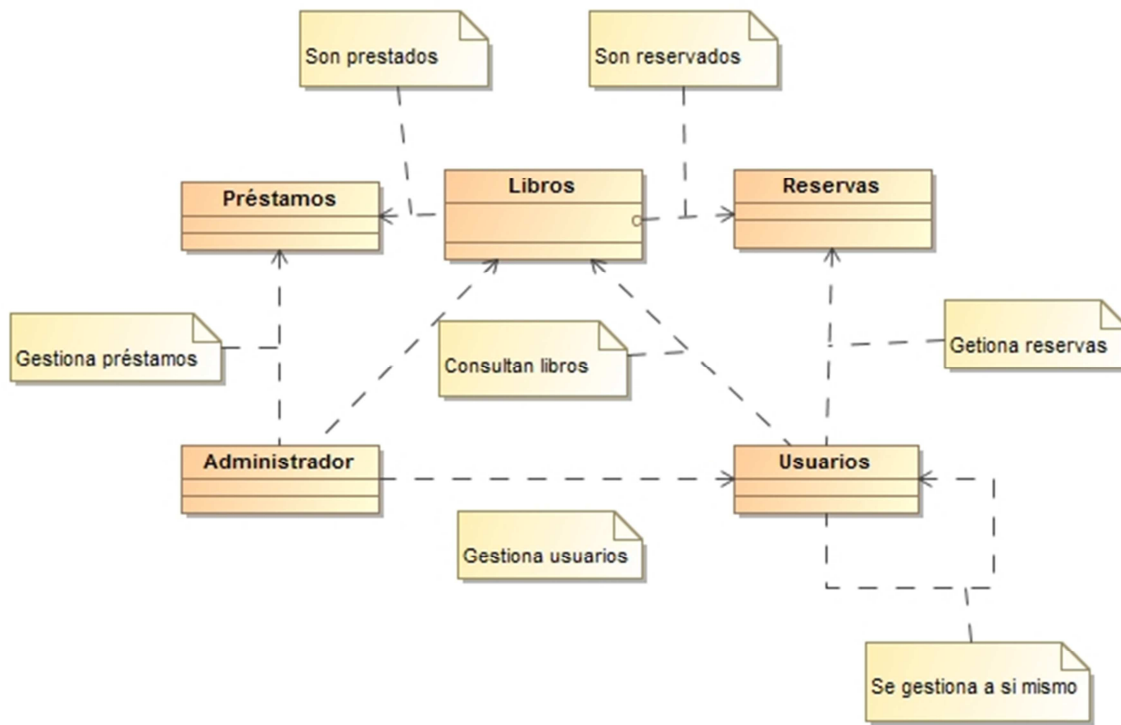 Son prestados
Son reservados
Préstamos
Libros
Reservas
Gestiona préstamos
Consultan libros
Getiona reservas
Administrador
Usuarios
Gestiona usuarios
Se gestiona a si mismo